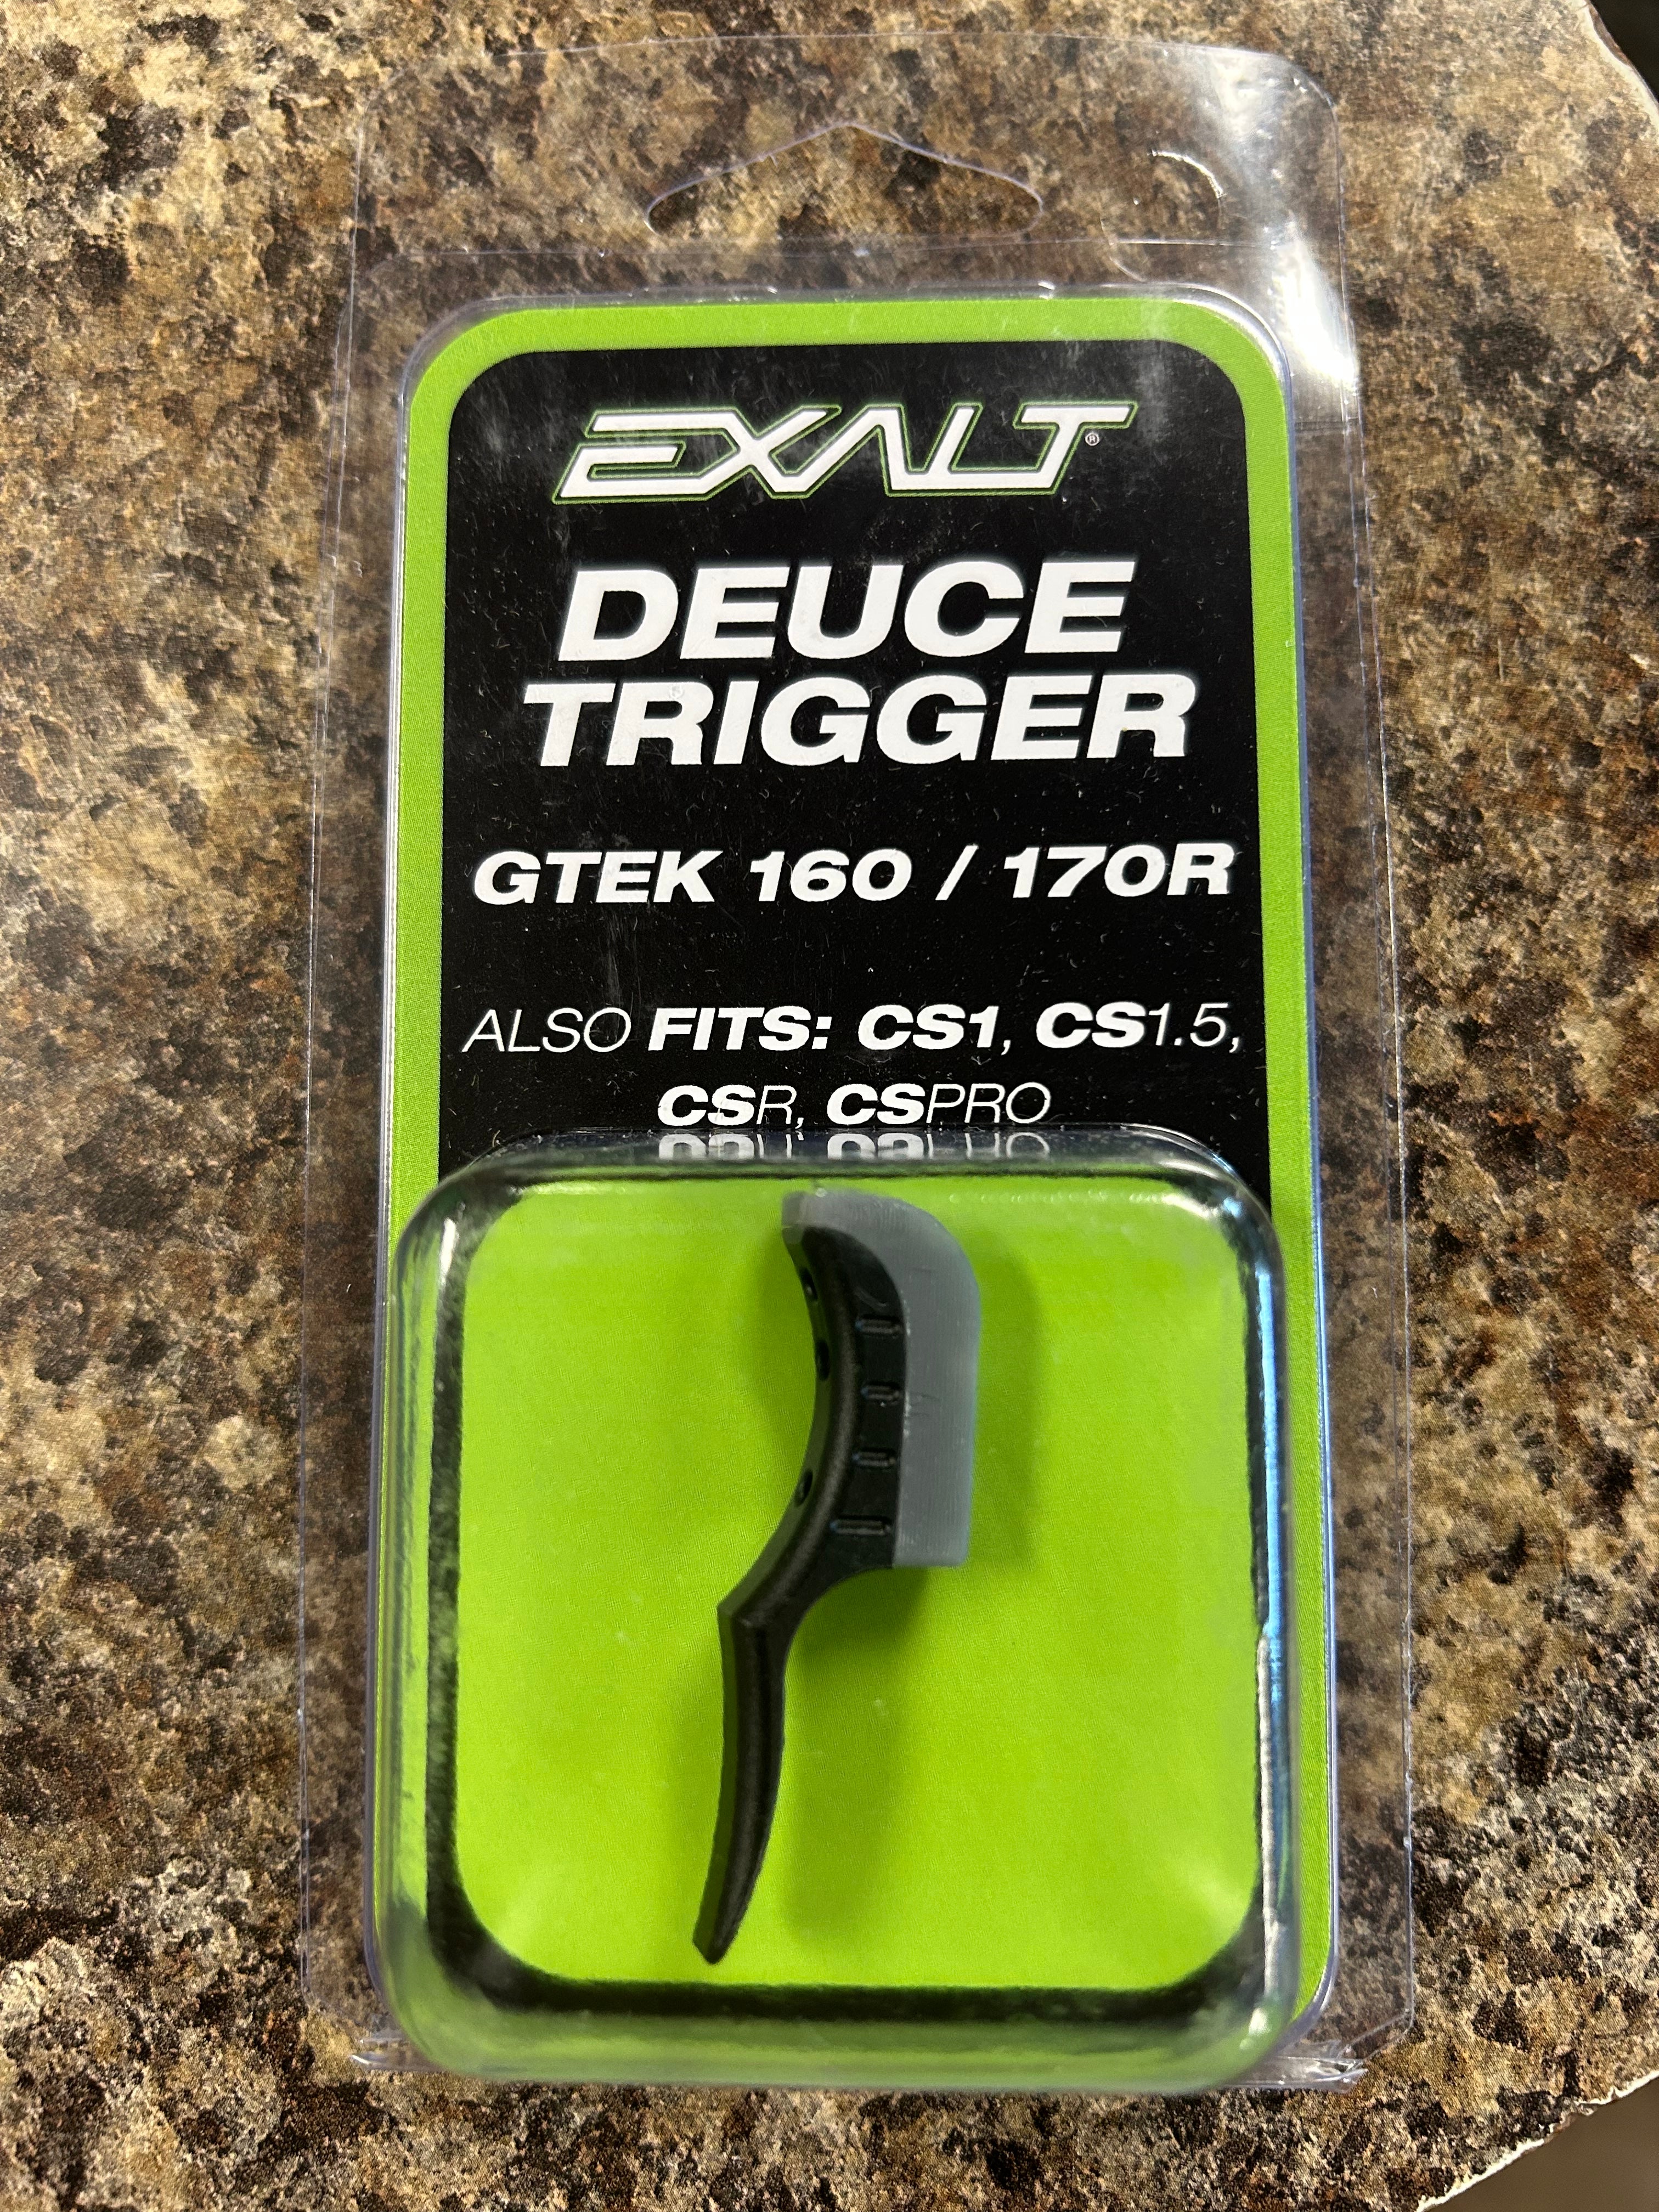 EXALT®
DEUCE
TRIGGER
GTEK 160 / 170R
ALSO FITS: CS1, CS1.5,
CSR, CSPRO